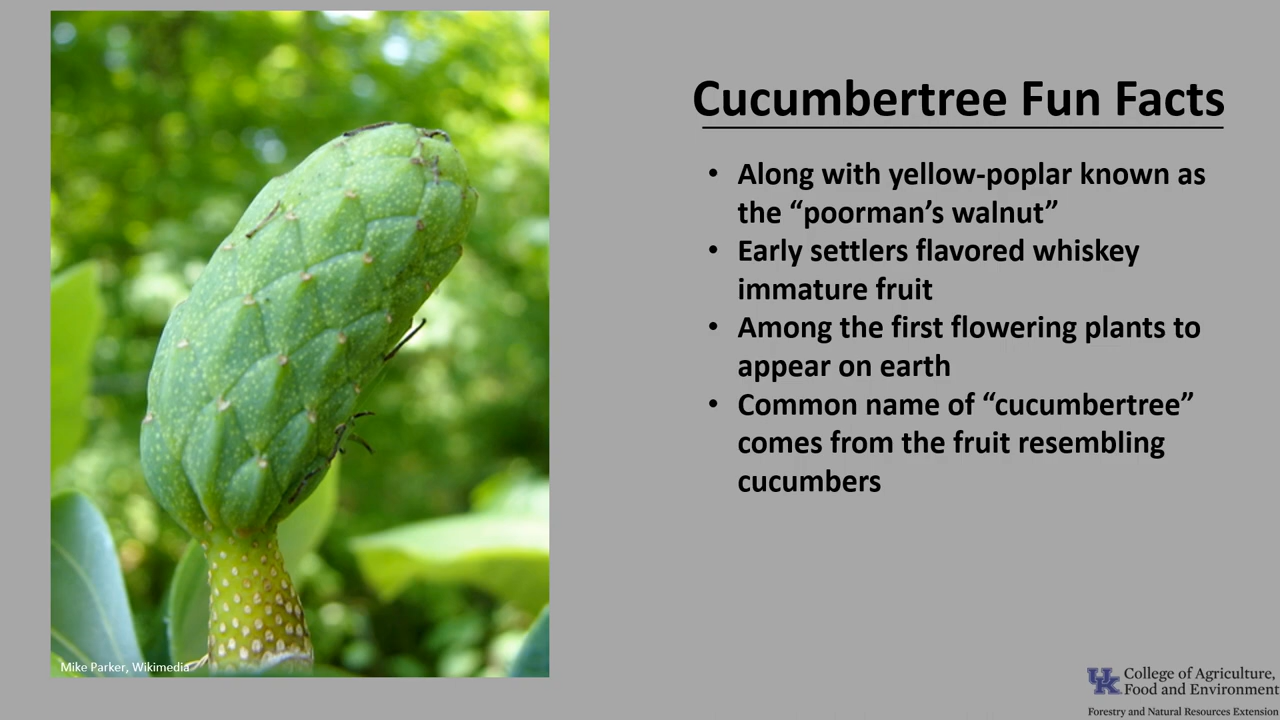 Cucumbertree Fun Facts
• Along with yellow-poplar known as
the “poorman’s walnut”
• Early settlers flavored whiskey
immature fruit
• Among the first flowering plants to
appear on earth
• Common name of “cucumbertree”
comes from the fruit resembling
cucumbers
Mike Parker, Wikimedia
UK College of Agriculture,
Food and Environment
Forestry and Natural Resources Extension